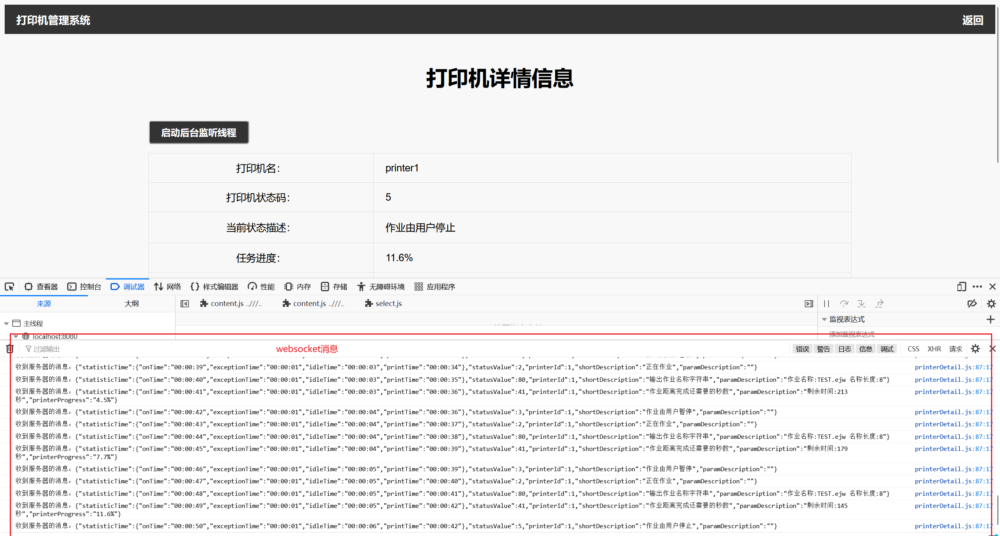 打印机管理系统 返回
打印机详情信息
启动后台监听线程
打印机名： printer1
打印机状态码： 5
当前状态描述： 作业由用户停止
任务进度： 11.6%
查看器 控制台 调试器 网络 样式编辑器 性能 内存 存储 无障碍环境 应用程序
来源 大纲 content.js ..///.. content.js ..///.. select.js
主线程 监视表达式
localhost:8080 添加监视表达式
过滤输出 websocket消息 错误 警告 日志 信息 调试 CSS XHR 请求
收到服务器的消息：{"statisticTime":{"onTime":"00:00:39","exceptionTime":"00:00:01","idleTime":"00:00:03","printTime":"00:00:34"},"statusValue":2,"printerId":1,"shortDescription":"正在作业","paramDescription":""} printerDetail.js:87:17
收到服务器的消息：{"statisticTime":{"onTime":"00:00:40","exceptionTime":"00:00:01","idleTime":"00:00:03","printTime":"00:00:35"},"statusValue":80,"printerId":1,"shortDescription":"输出作业名称字符串","paramDescription":"作业名称:TEST.ejw 名称长度:8"} printerDetail.js:87:17
收到服务器的消息：{"statisticTime":{"onTime":"00:00:41","exceptionTime":"00:00:01","idleTime":"00:00:03","printTime":"00:00:36"},"statusValue":41,"printerId":1,"shortDescription":"作业距离完成还需要的秒数","paramDescription":"剩余时间:213 printerDetail.js:87:17
秒","printerProgress":"4.5%"}
收到服务器的消息：{"statisticTime":{"onTime":"00:00:42","exceptionTime":"00:00:01","idleTime":"00:00:04","printTime":"00:00:36"},"statusValue":3,"printerId":1,"shortDescription":"作业由用户暂停","paramDescription":""} printerDetail.js:87:17
收到服务器的消息：{"statisticTime":{"onTime":"00:00:43","exceptionTime":"00:00:01","idleTime":"00:00:04","printTime":"00:00:37"},"statusValue":2,"printerId":1,"shortDescription":"正在作业","paramDescription":""} printerDetail.js:87:17
收到服务器的消息：{"statisticTime":{"onTime":"00:00:44","exceptionTime":"00:00:01","idleTime":"00:00:04","printTime":"00:00:38"},"statusValue":80,"printerId":1,"shortDescription":"输出作业名称字符串","paramDescription":"作业名称:TEST.ejw 名称长度:8"} printerDetail.js:87:17
收到服务器的消息：{"statisticTime":{"onTime":"00:00:45","exceptionTime":"00:00:01","idleTime":"00:00:04","printTime":"00:00:39"},"statusValue":41,"printerId":1,"shortDescription":"作业距离完成还需要的秒数","paramDescription":"剩余时间:179 printerDetail.js:87:17
秒","printerProgress":"7.7%"}
收到服务器的消息：{"statisticTime":{"onTime":"00:00:46","exceptionTime":"00:00:01","idleTime":"00:00:05","printTime":"00:00:39"},"statusValue":3,"printerId":1,"shortDescription":"作业由用户暂停","paramDescription":""} printerDetail.js:87:17
收到服务器的消息：{"statisticTime":{"onTime":"00:00:47","exceptionTime":"00:00:01","idleTime":"00:00:05","printTime":"00:00:40"},"statusValue":2,"printerId":1,"shortDescription":"正在作业","paramDescription":""} printerDetail.js:87:17
收到服务器的消息：{"statisticTime":{"onTime":"00:00:48","exceptionTime":"00:00:01","idleTime":"00:00:05","printTime":"00:00:41"},"statusValue":80,"printerId":1,"shortDescription":"输出作业名称字符串","paramDescription":"作业名称:TEST.ejw 名称长度:8"} printerDetail.js:87:17
收到服务器的消息：{"statisticTime":{"onTime":"00:00:49","exceptionTime":"00:00:01","idleTime":"00:00:05","printTime":"00:00:42"},"statusValue":41,"printerId":1,"shortDescription":"作业距离完成还需要的秒数","paramDescription":"剩余时间:145 printerDetail.js:87:17
秒","printerProgress":"11.6%"}
收到服务器的消息：{"statisticTime":{"onTime":"00:00:50","exceptionTime":"00:00:01","idleTime":"00:00:06","printTime":"00:00:42"},"statusValue":5,"printerId":1,"shortDescription":"作业由用户停止","paramDescription":""} printerDetail.js:87:17